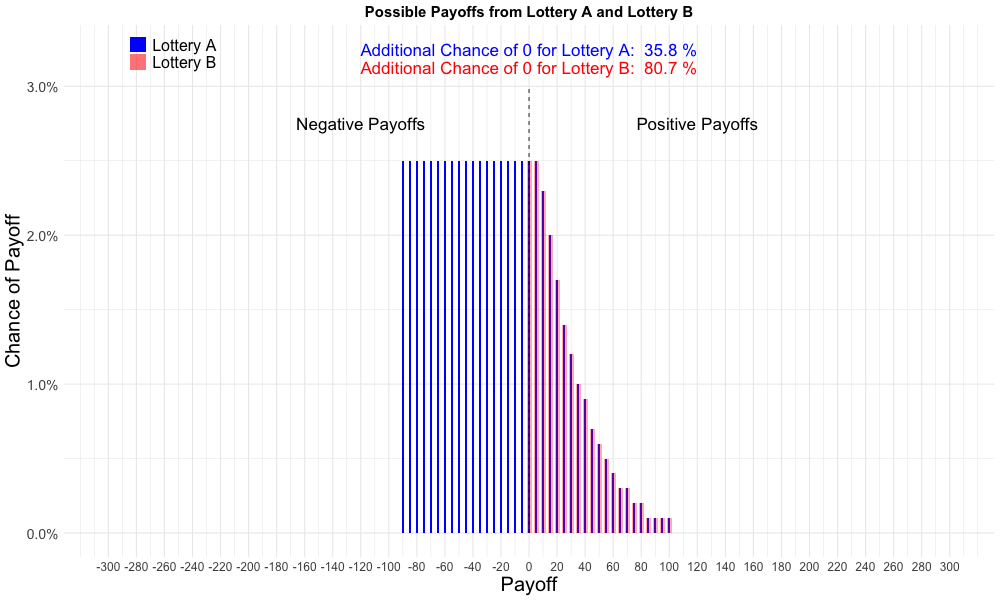 Possible Payoffs from Lottery A and Lottery B
Lottery A
Lottery B
Additional Chance of 0 for Lottery A: 35.8 %
Additional Chance of 0 for Lottery B: 80.7 %
3.0%
Negative Payoffs
Positive Payoffs
2.0%
Chance of Payoff
1.0%
0.0%
-300 -280 -260 -240 -220 -200 -180 -160 -140 -120 -100 -80 -60 -40 -20 0 20 40 60 80 100 120 140 160 180 200 220 240 260 280 300
Payoff